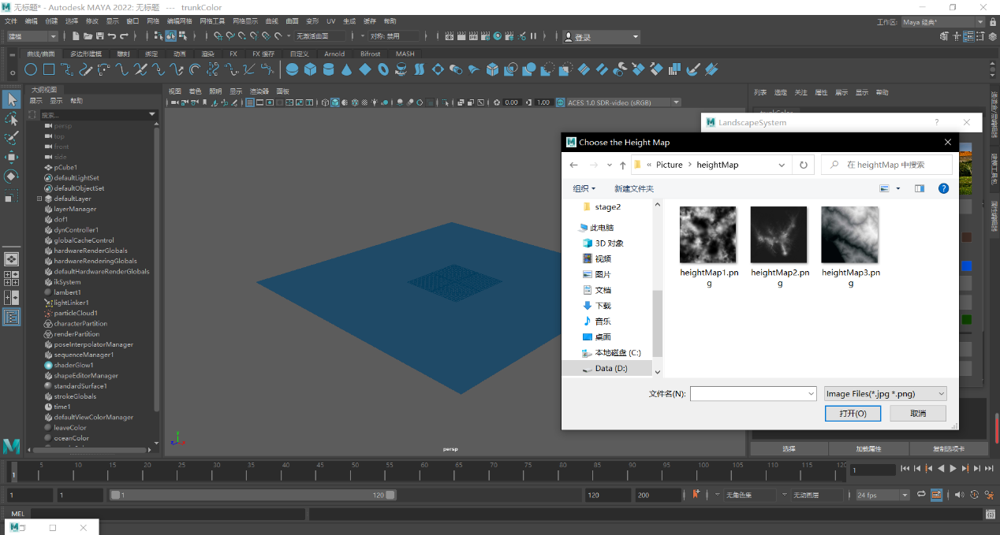 无标题* - Autodesk MAYA 2022: 无标题 --- trunkColor
文件 编辑 创建 选择 修改 显示 窗口 网格 编辑网格 网格工具 网格显示 曲线 曲面 变形 UV 生成 缓存 帮助
工作区: Maya 经典*
建模 无激活曲面 对称: 禁用 登录
曲线/曲面 多边形建模 雕刻 绑定 动画 渲染 FX FX 缓存 自定义 Arnold Bifrost MASH
大纲视图
展示 显示 帮助
搜索...
persp
top
front
side
pCube1
defaultLightSet
defaultObjectSet
defaultLayer
layerManager
dof1
dynController1
globalCacheControl
hardwareRenderGlobals
hardwareRenderingGlobals
defaultHardwareRenderGlobals
ikSystem
lambert1
lightLinker1
particleCloud1
characterPartition
renderPartition
poseInterpolatorManager
sequenceManager1
shaderGlow1
shapeEditorManager
standardSurface1
strokeGlobals
time1
defaultViewColorManager
leaveColor
oceanColor
视图 着色 照明 显示 渲染器 面板
0.00 1.00 ACES 1.0 SDR-video (sRGB)
persp
列表 选定 关注 属性 展示 显示 帮助
LandscapeSystem
?
Choose the Height Map
« Picture › heightMap
在 heightMap 中搜索
组织 新建文件夹
stage2
此电脑
3D 对象
视频
图片
文档
下载
音乐
桌面
本地磁盘 (C:)
Data (D:)
heightMap1.pn
g
heightMap2.pn
g
heightMap3.pn
g
文件名(N):
Image Files(*.jpg *.png)
打开(O) 取消
选择 加载属性 复制选项卡
1 5 10 15 20 25 30 35 40 45 50 55 60 65 70 75 80 85 90 95 100 105 110 115 120
1
1 1 1 120 120 200 无角色集 无动画层 24 fps
MEL